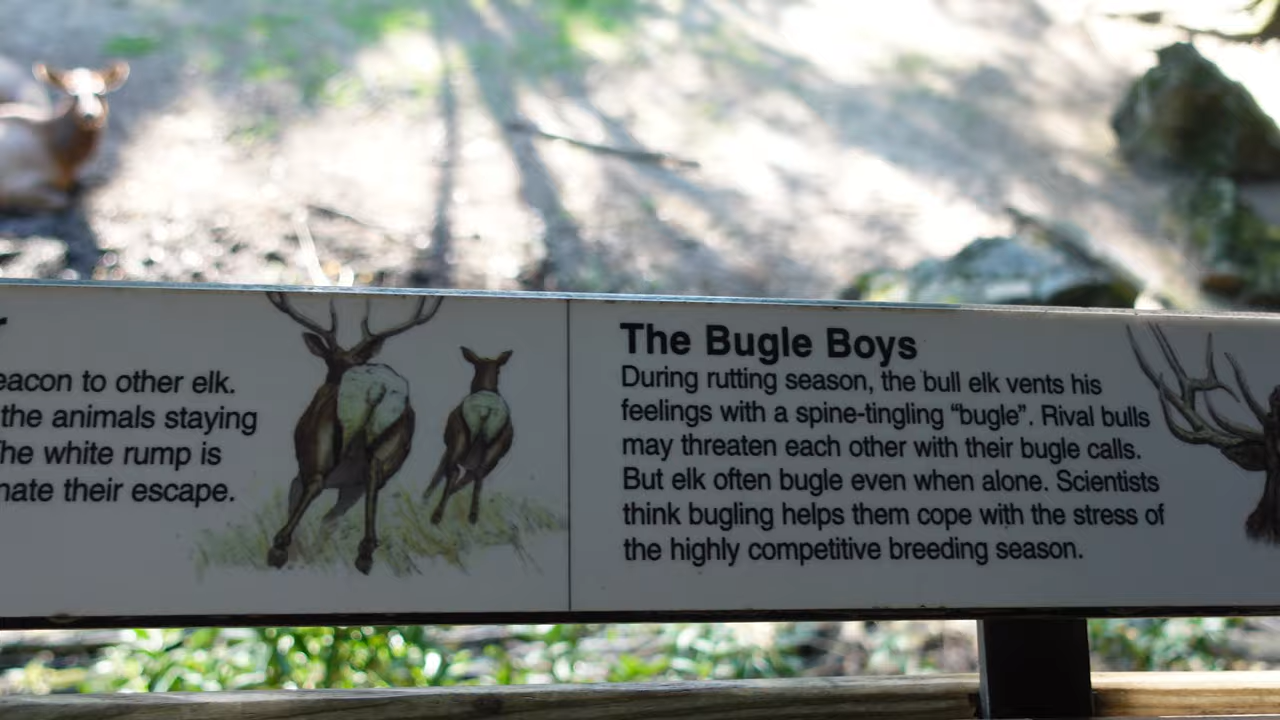 eacon to other elk.
the animals staying
The white rump is
nate their escape.
The Bugle Boys
During rutting season, the bull elk vents his
feelings with a spine-tingling “bugle”. Rival bulls
may threaten each other with their bugle calls.
But elk often bugle even when alone. Scientists
think bugling helps them cope with the stress of
the highly competitive breeding season.